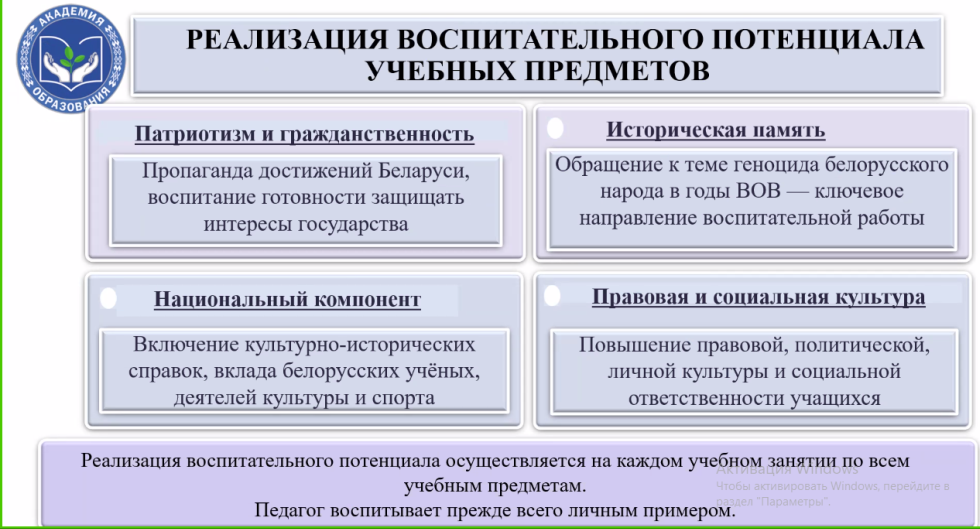 АКАДЕМИЯ
ОБРАЗОВАНИЯ
РЕАЛИЗАЦИЯ ВОСПИТАТЕЛЬНОГО ПОТЕНЦИАЛА
УЧЕБНЫХ ПРЕДМЕТОВ
Патриотизм и гражданственность
Пропаганда достижений Беларуси,
воспитание готовности защищать
интересы государства
Историческая память
Обращение к теме геноцида белорусского
народа в годы ВОВ — ключевое
направление воспитательной работы
Национальный компонент
Включение культурно-исторических
справок, вклада белорусских учёных,
деятелей культуры и спорта
Правовая и социальная культура
Повышение правовой, политической,
личной культуры и социальной
ответственности учащихся
Реализация воспитательного потенциала осуществляется на каждом учебном занятии по всем
учебным предметам.
Педагог воспитывает прежде всего личным примером.
Активация Windows
Чтобы активировать Windows, перейдите в
раздел "Параметры".